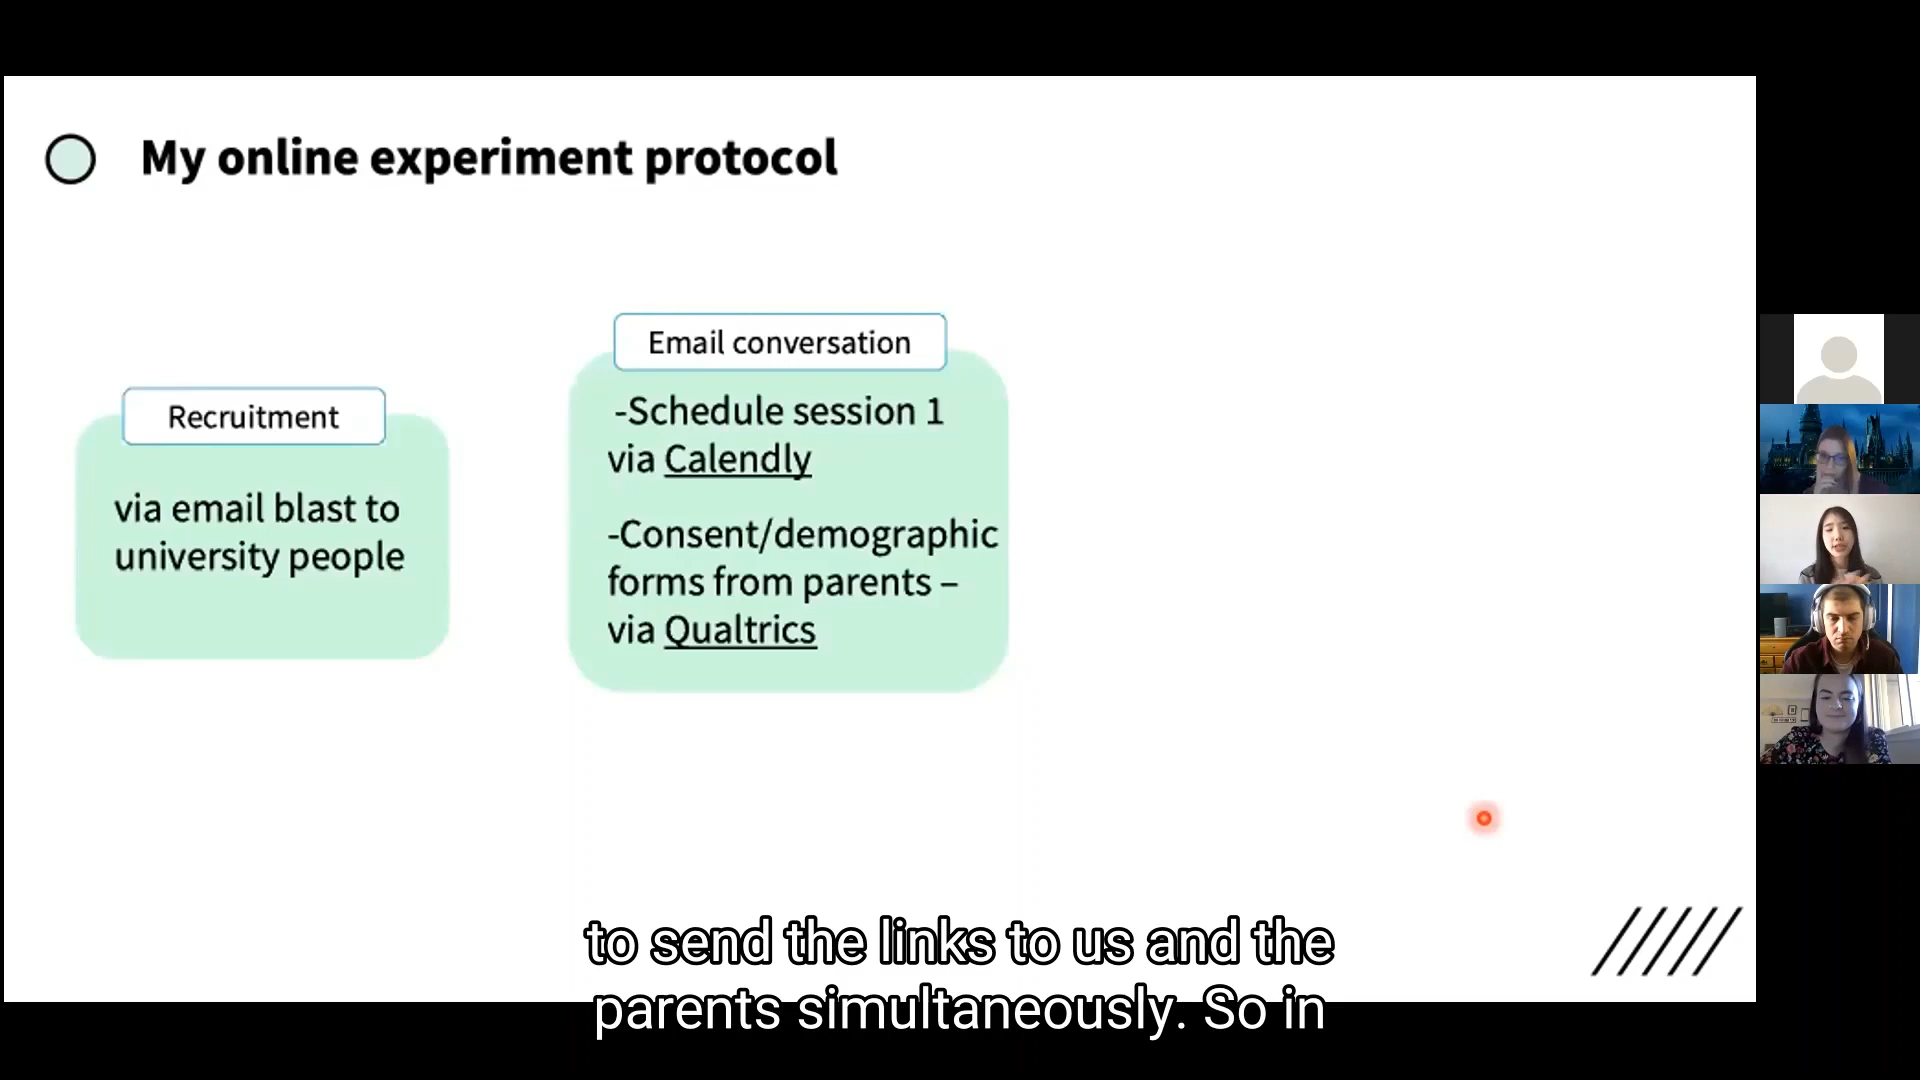 My online experiment protocol
Recruitment
via email blast to
university people
Email conversation
-Schedule session 1
via Calendly
-Consent/demographic
forms from parents –
via Qualtrics
to send the links to us and the
parents simultaneously. So in